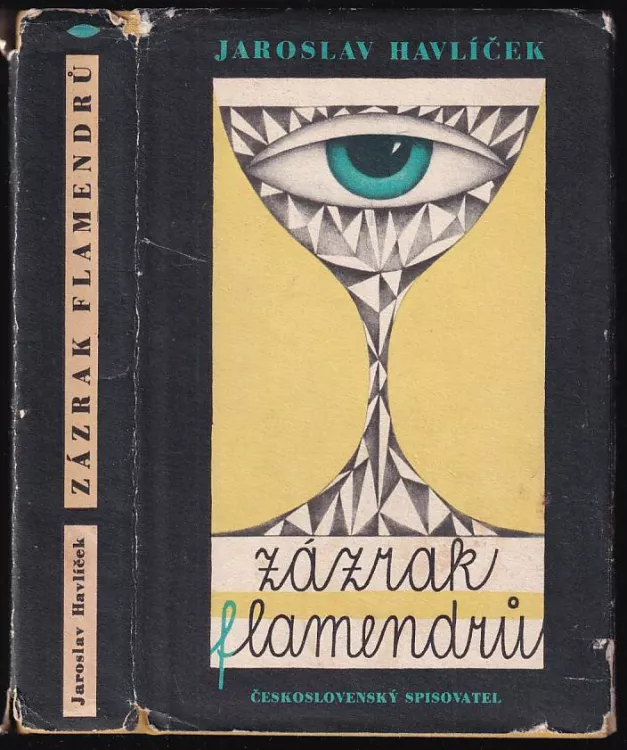 Jaroslav Havlíček
ZÁZRAK FLAMENDRŮ
JAROSLAV HAVLÍČEK
zázrak
flamendrů
ČESKOSLOVENSKÝ SPISOVATEL